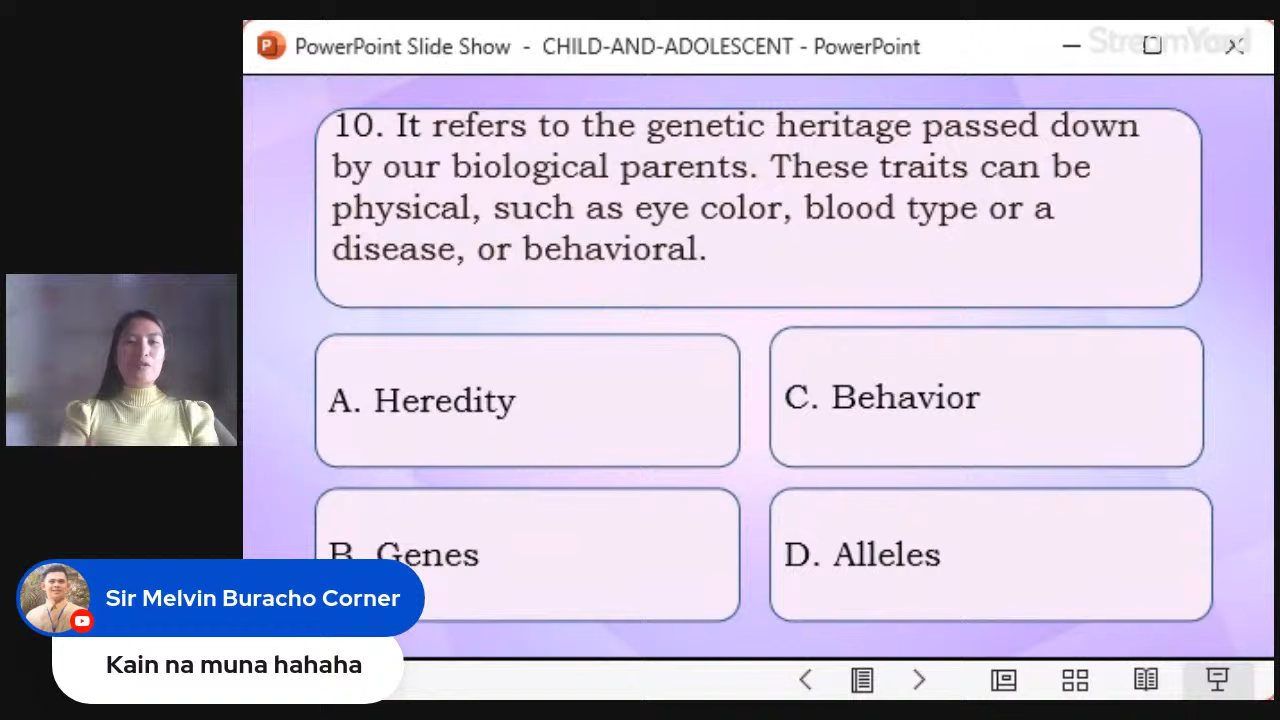 PowerPoint Slide Show - CHILD-AND-ADOLESCENT - PowerPoint
StreamYard
10. It refers to the genetic heritage passed down
by our biological parents. These traits can be
physical, such as eye color, blood type or a
disease, or behavioral.
A. Heredity
C. Behavior
B. Genes
D. Alleles
Sir Melvin Buracho Corner
Kain na muna hahaha